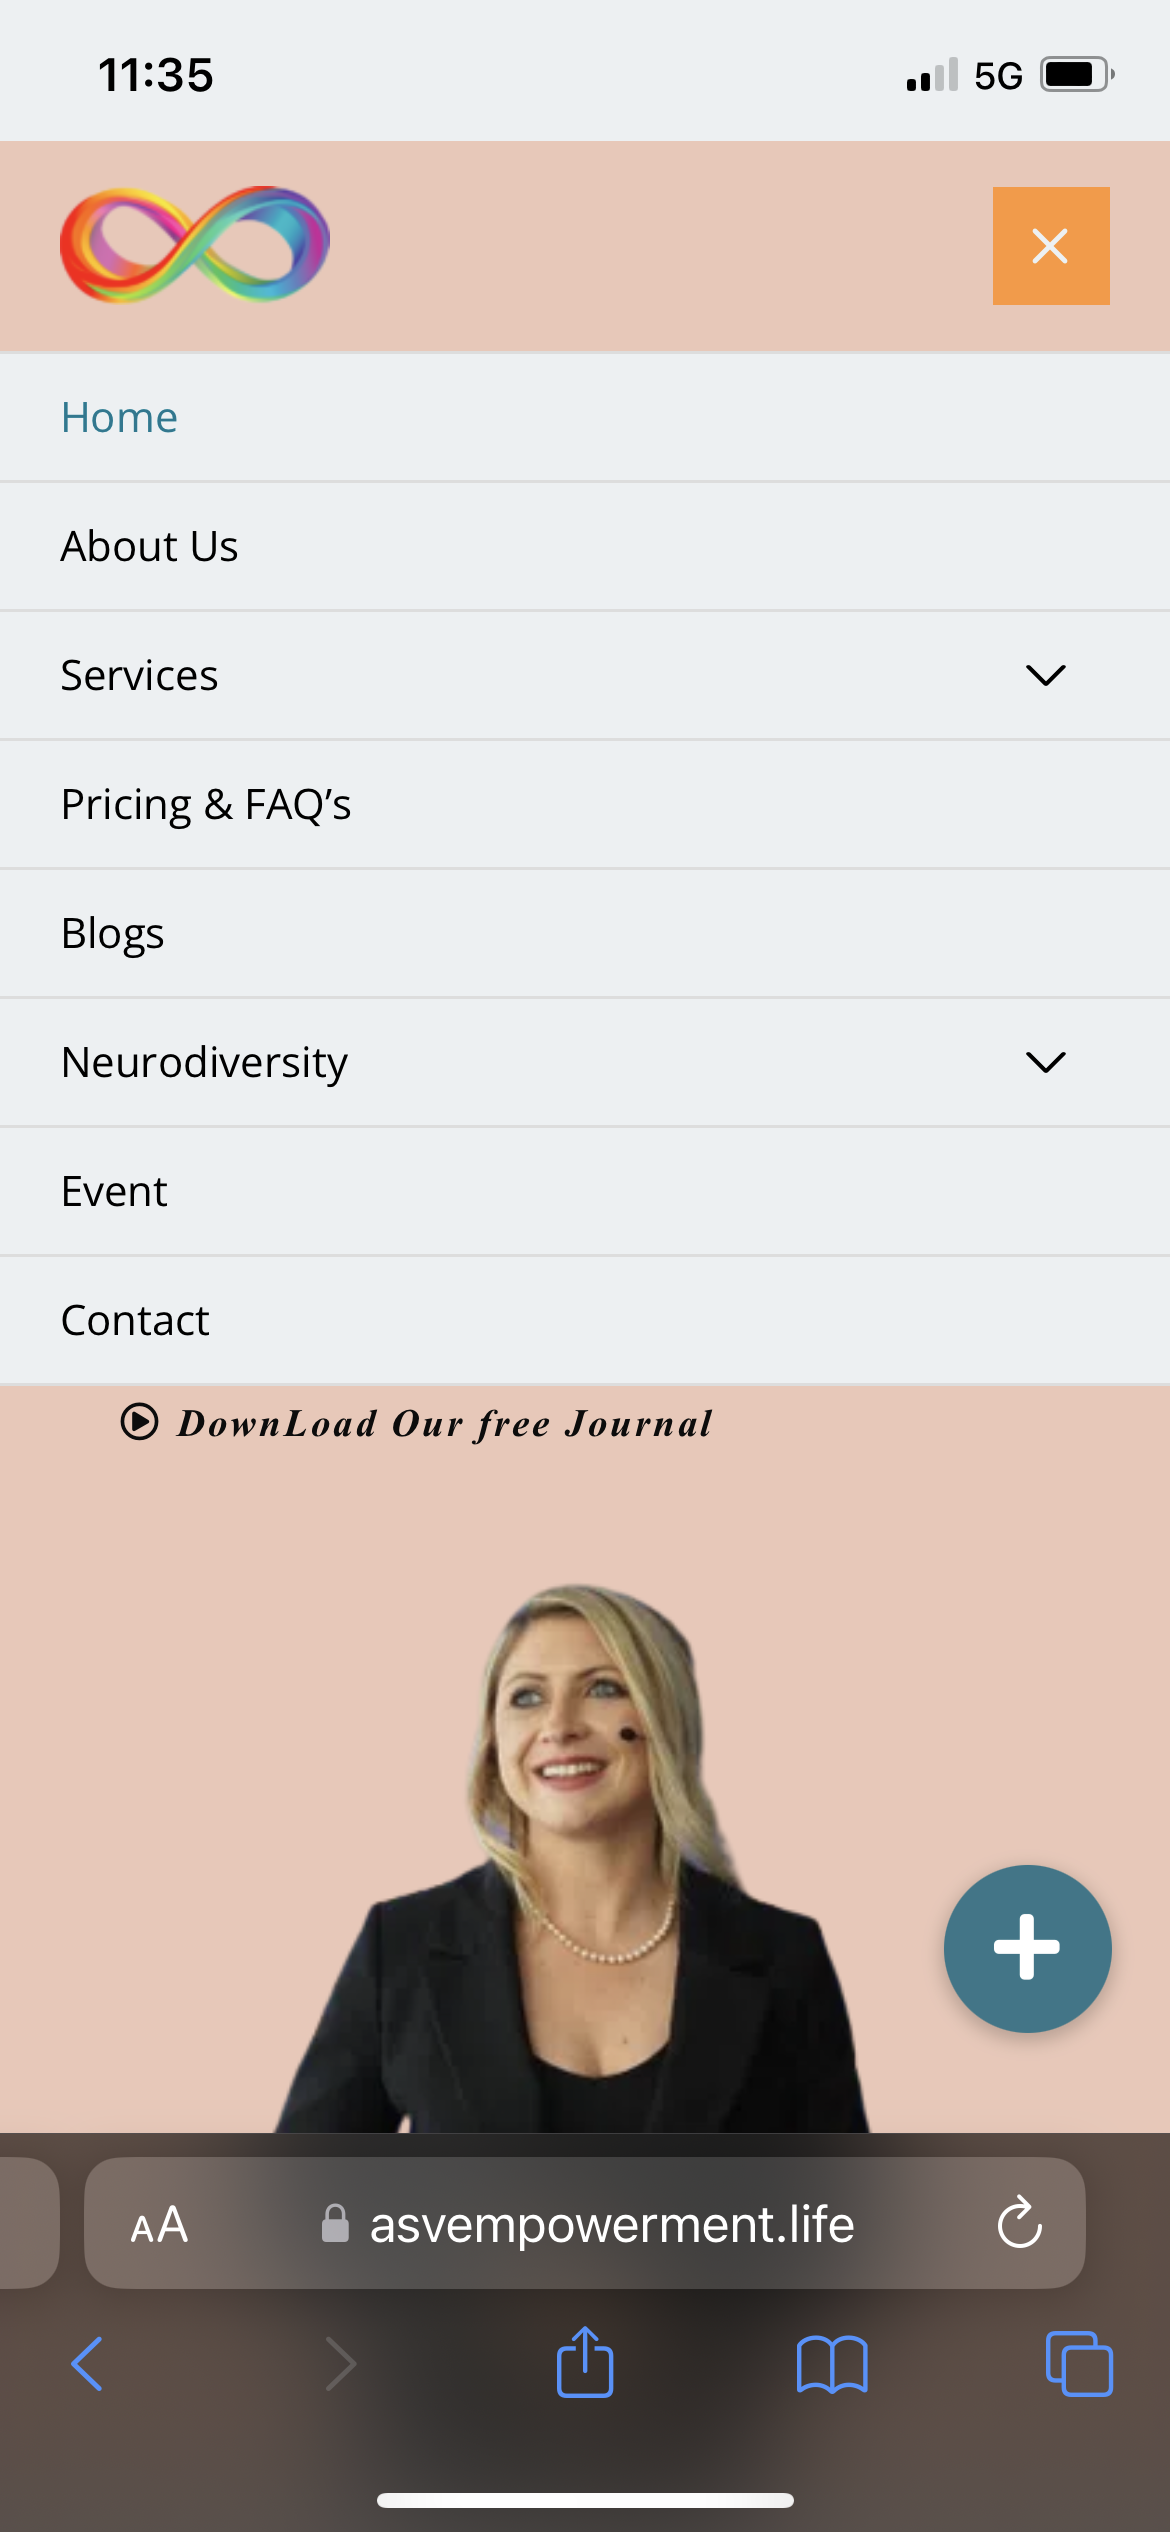 11:35 5G
Home
About Us
Services
Pricing & FAQ’s
Blogs
Neurodiversity
Event
Contact
DownLoad Our free Journal
AA asvempowerment.life